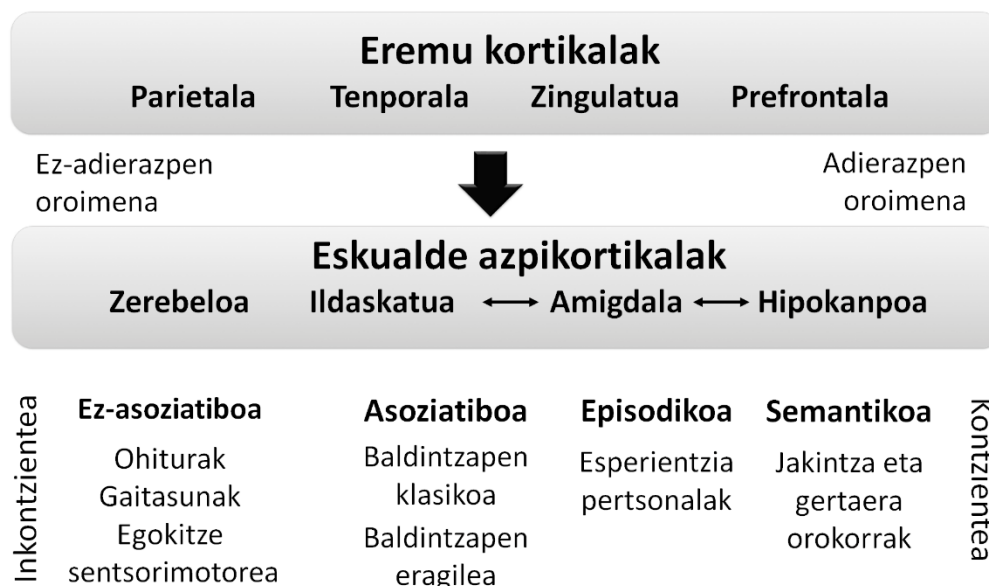 Eremu kortikalak
Parietala Tenporala Zingulatua Prefrontala
Ez-adierazpen
oroimena
Adierazpen
oroimena
Eskualde azpikortikalak
Zerebeloa Ildaskatua Amigdala Hipokanpoa
Inkontzientea
Ez-asoziatiboa
Ohiturak
Gaitasunak
Egokitze
sentsorimotorea
Asoziatiboa
Baldintzapen
klasikoa
Baldintzapen
eragilea
Episodikoa
Esperientzia
pertsonalak
Semantikoa
Jakintza eta
gertaera
orokorrak
Kontzientea